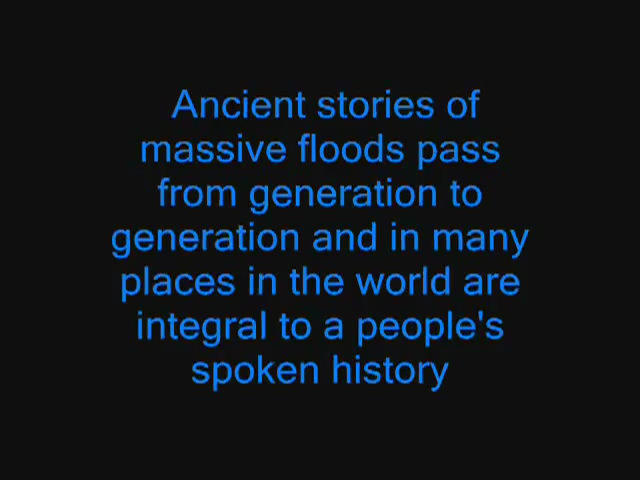 Ancient stories of
massive floods pass
from generation to
generation and in many
places in the world are
integral to a people's
spoken history